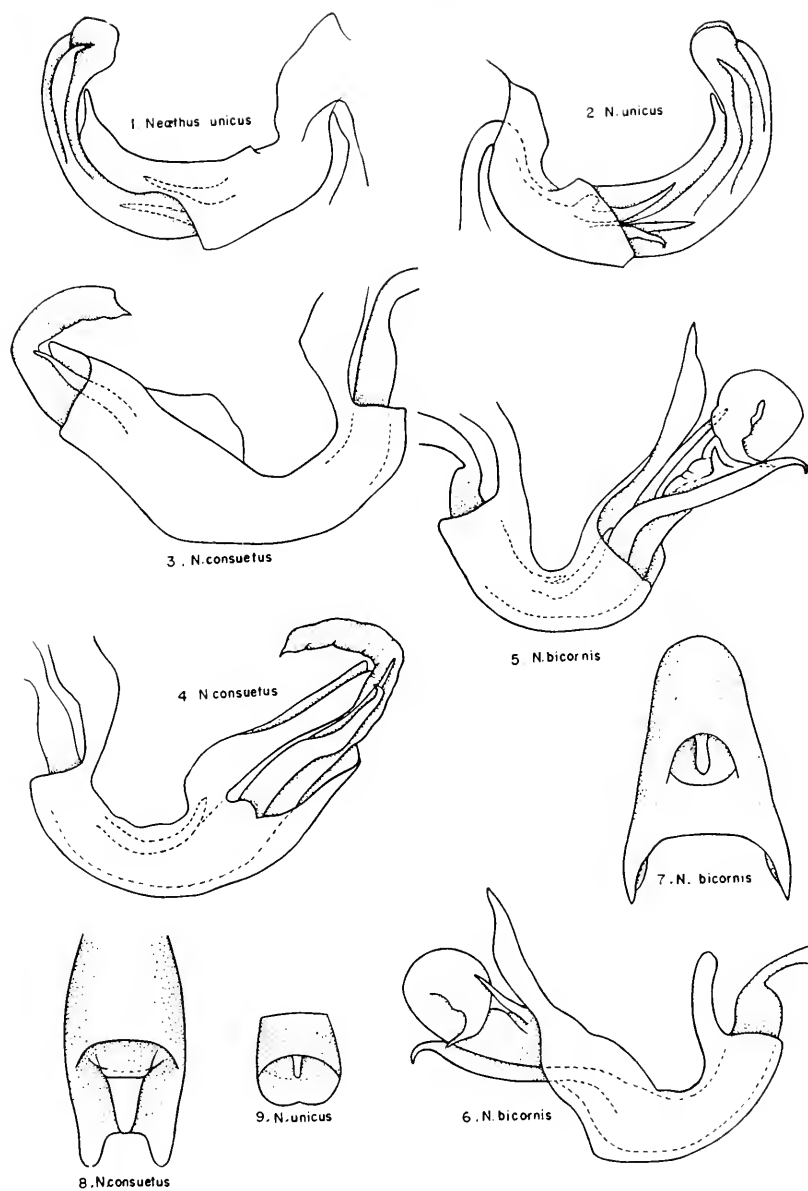 1 Neæthus unicus
2 N. unicus
3. N. consuetus
4 N consuetus
5 N. bicornis
6. N. bicornis
7. N. bicornis
8. N. consuetus
9. N. unicus